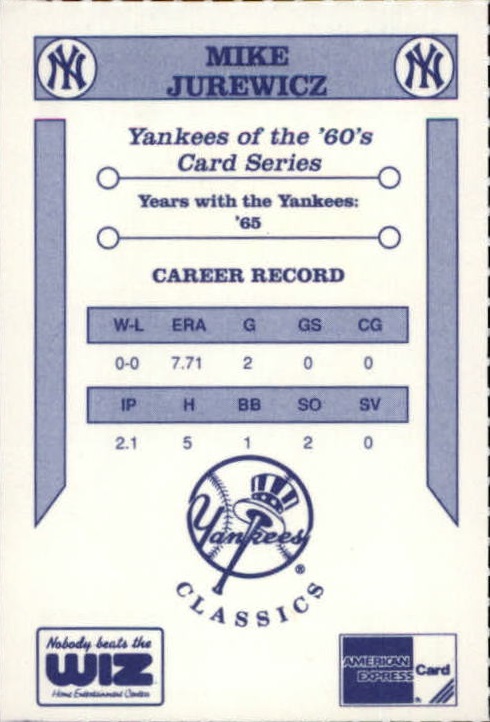 MIKE
JUREWICZ
Yankees of the '60's
Card Series
Years with the Yankees:
'65
CAREER RECORD
W-L ERA G GS CG
0-0 7.71 2 0 0
IP H BB SO SV
2.1 5 1 2 0
Yankees
®
CLASSICS
Nobody beats the
WIZ
Home Entertainment Centers
AMERICAN
EXPRESS
Card